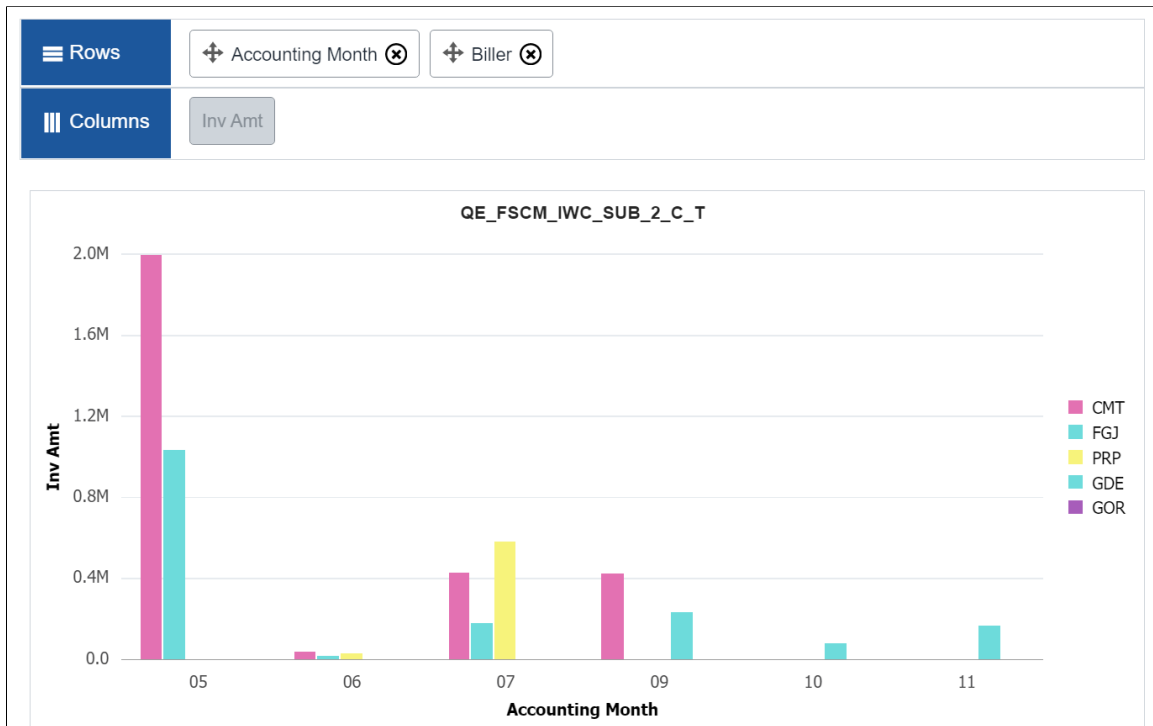 Rows Accounting Month Biller
Columns Inv Amt
QE_FSCM_IWC_SUB_2_C_T
2.0M
1.6M
1.2M
0.8M
0.4M
0.0
Inv Amt
05 06 07 09 10 11
Accounting Month
CMT
FGJ
PRP
GDE
GOR